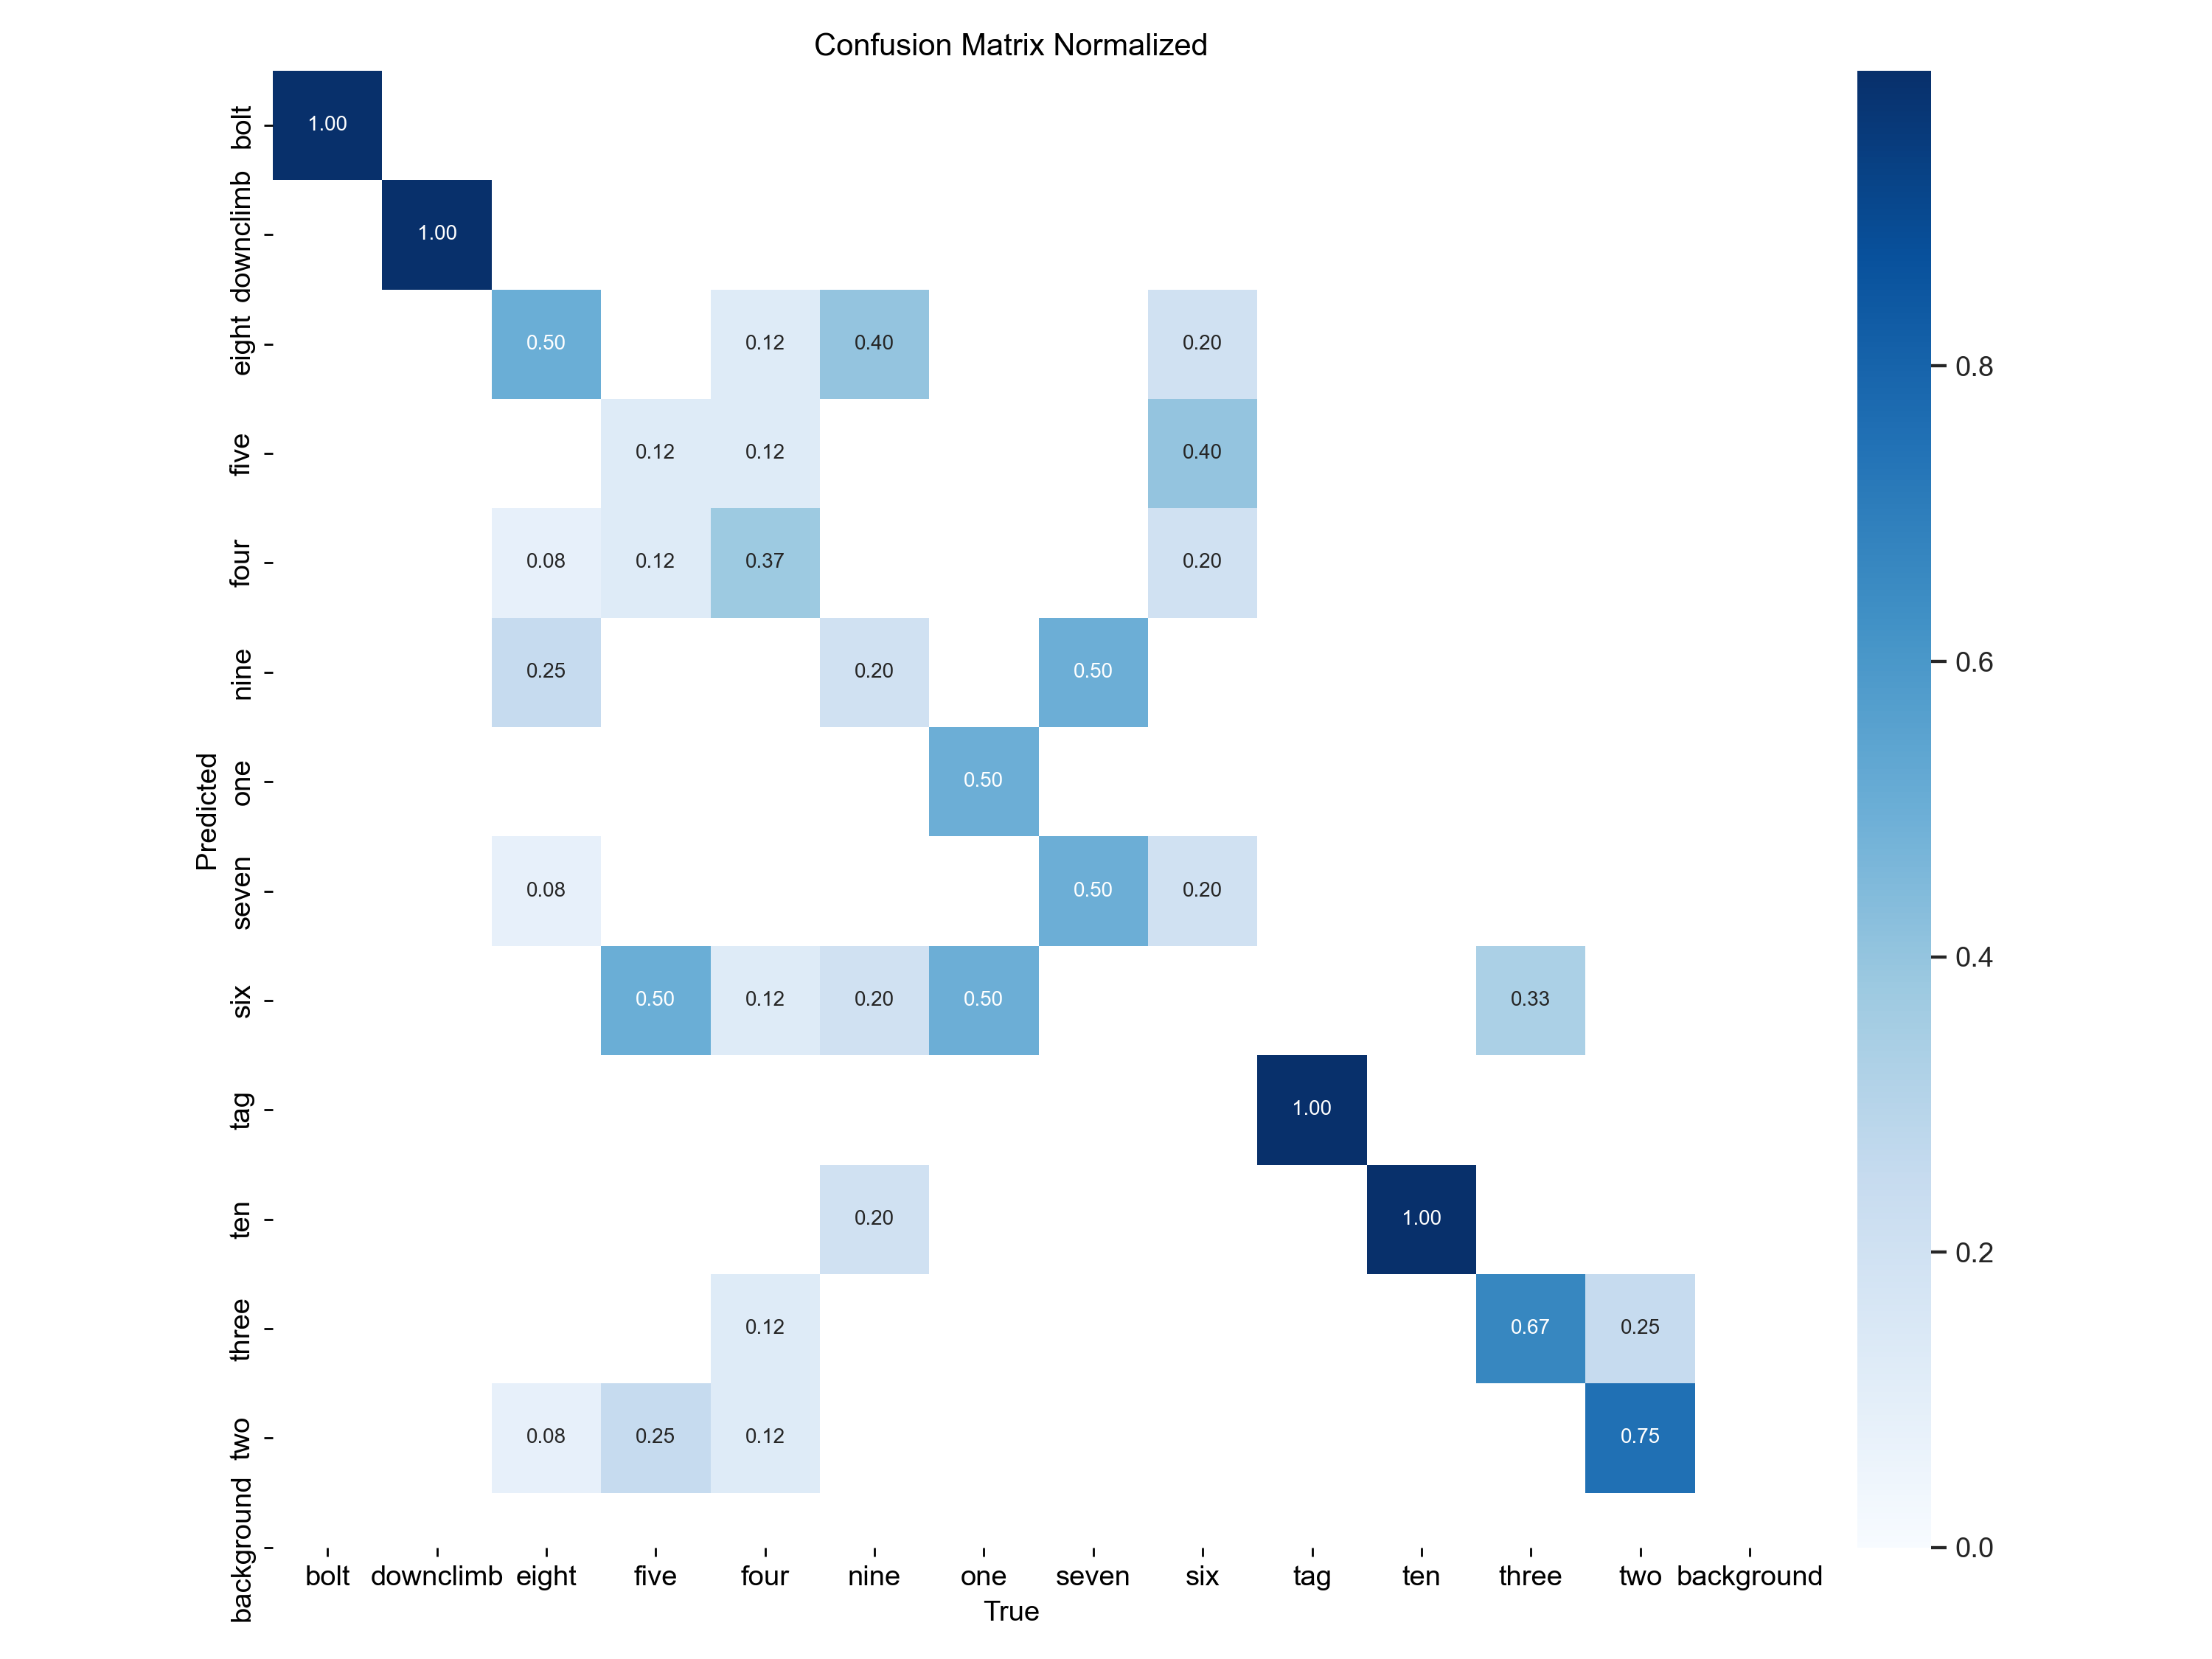 Confusion Matrix Normalized
bolt
1.00
downclimb
1.00
eight
0.50 0.12 0.40 0.20
five
0.12 0.12 0.40
four
0.08 0.12 0.37 0.20
nine
0.25 0.20 0.50
one
0.50
seven
0.08 0.50 0.20
six
0.50 0.12 0.20 0.50 0.33
tag
1.00
ten
0.20 1.00
three
0.12 0.67 0.25
two
0.08 0.25 0.12 0.75
background
Predicted
bolt downclimb eight five four nine one seven six tag ten three two background
True
0.8
0.6
0.4
0.2
0.0